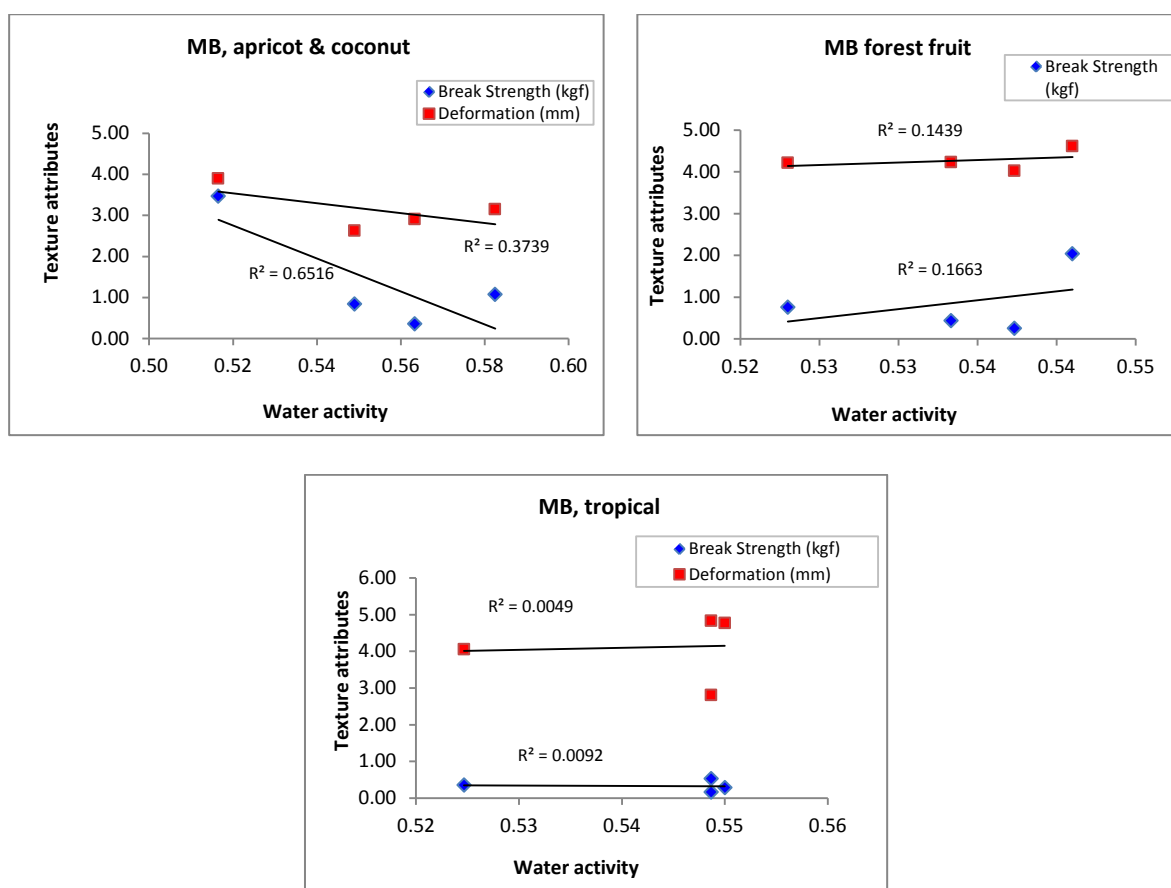 MB, apricot & coconut
Break Strength (kgf)
Deformation (mm)
Texture attributes
5.00
4.00
3.00
2.00
1.00
0.00
R² = 0.3739
R² = 0.6516
0.50
0.52
0.54
0.56
0.58
0.60
Water activity
MB forest fruit
Break Strength
(kgf)
Texture attributes
5.00
4.00
3.00
2.00
1.00
0.00
R² = 0.1439
R² = 0.1663
0.52
0.53
0.53
0.54
0.54
0.55
Water activity
MB, tropical
Break Strength (kgf)
Deformation (mm)
Texture attributes
6.00
5.00
4.00
3.00
2.00
1.00
0.00
R² = 0.0049
R² = 0.0092
0.52
0.53
0.54
0.55
0.56
Water activity